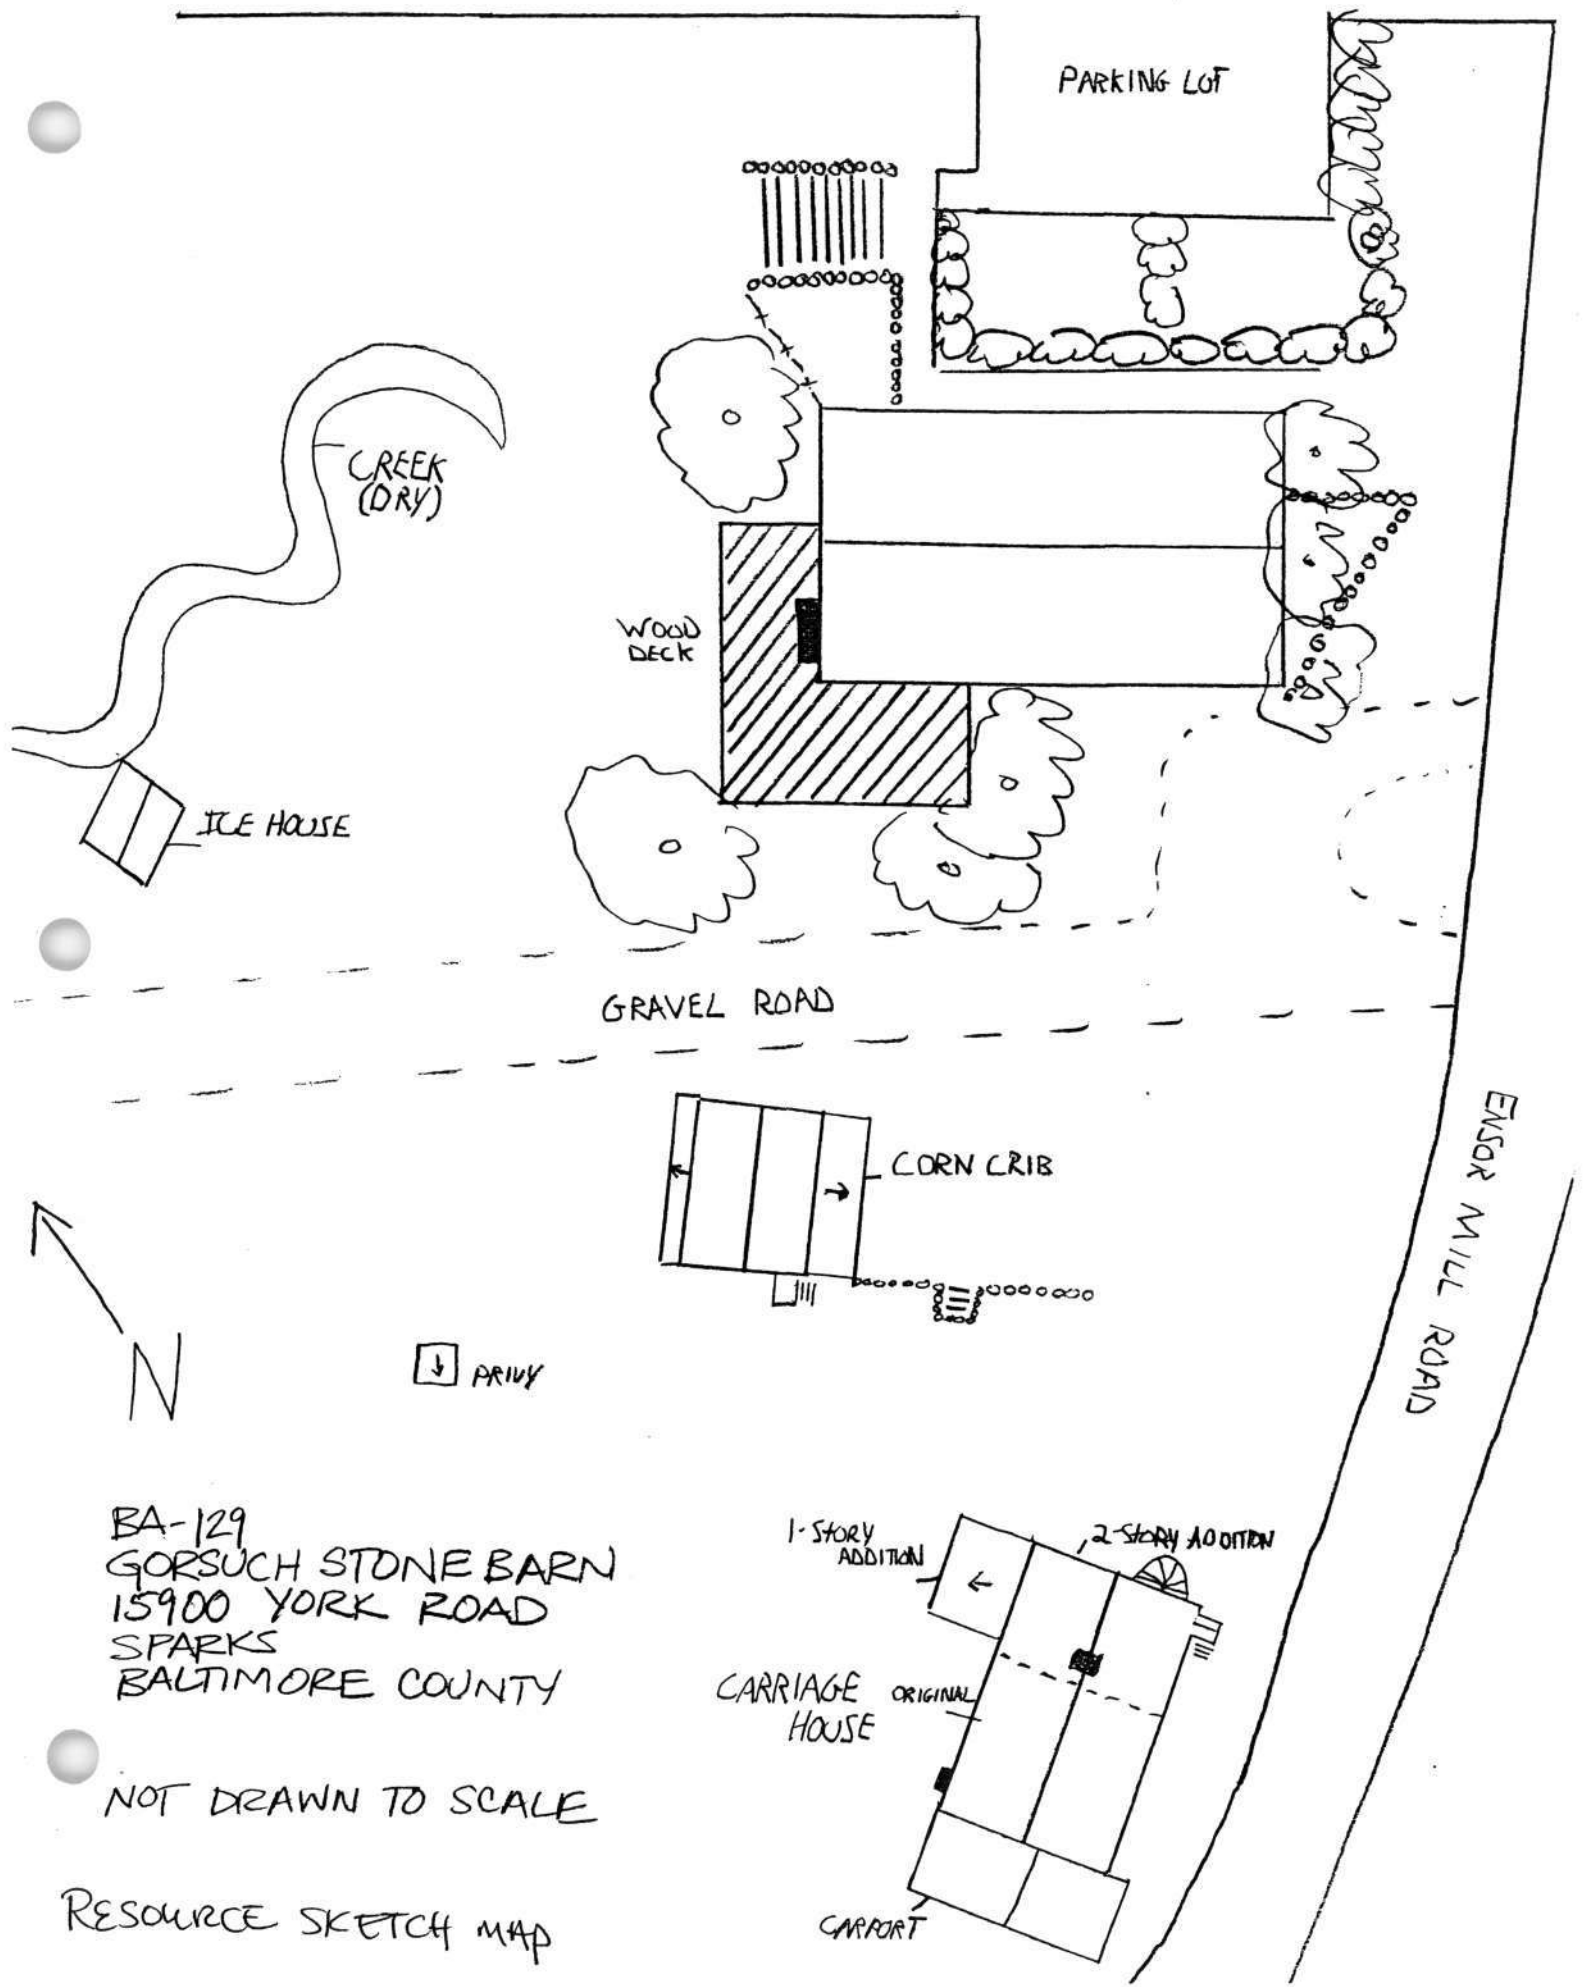 PARKING LOT
CREEK
(DRY)
WOOD
DECK
ICE HOUSE
GRAVEL ROAD
CORN CRIB
ENSOR MILL ROAD
N
PRIVY
BA-129
GORSUCH STONE BARN
15900 YORK ROAD
SPARKS
BALTIMORE COUNTY
1-STORY
ADDITION
2-STORY ADDITION
CARRIAGE
HOUSE
ORIGINAL
NOT DRAWN TO SCALE
CARPORT
RESOURCE SKETCH MAP